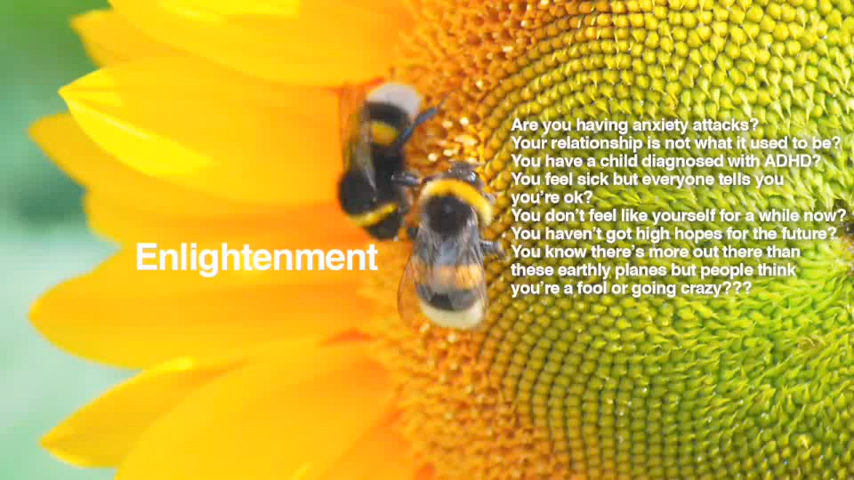 Enlightenment
Are you having anxiety attacks?
Your relationship is not what it used to be?
You have a child diagnosed with ADHD?
You feel sick but everyone tells you
you're ok?
You don't feel like yourself for a while now?
You haven't got high hopes for the future?
You know there's more out there than
these earthly planes but people think
you're a fool or going crazy???